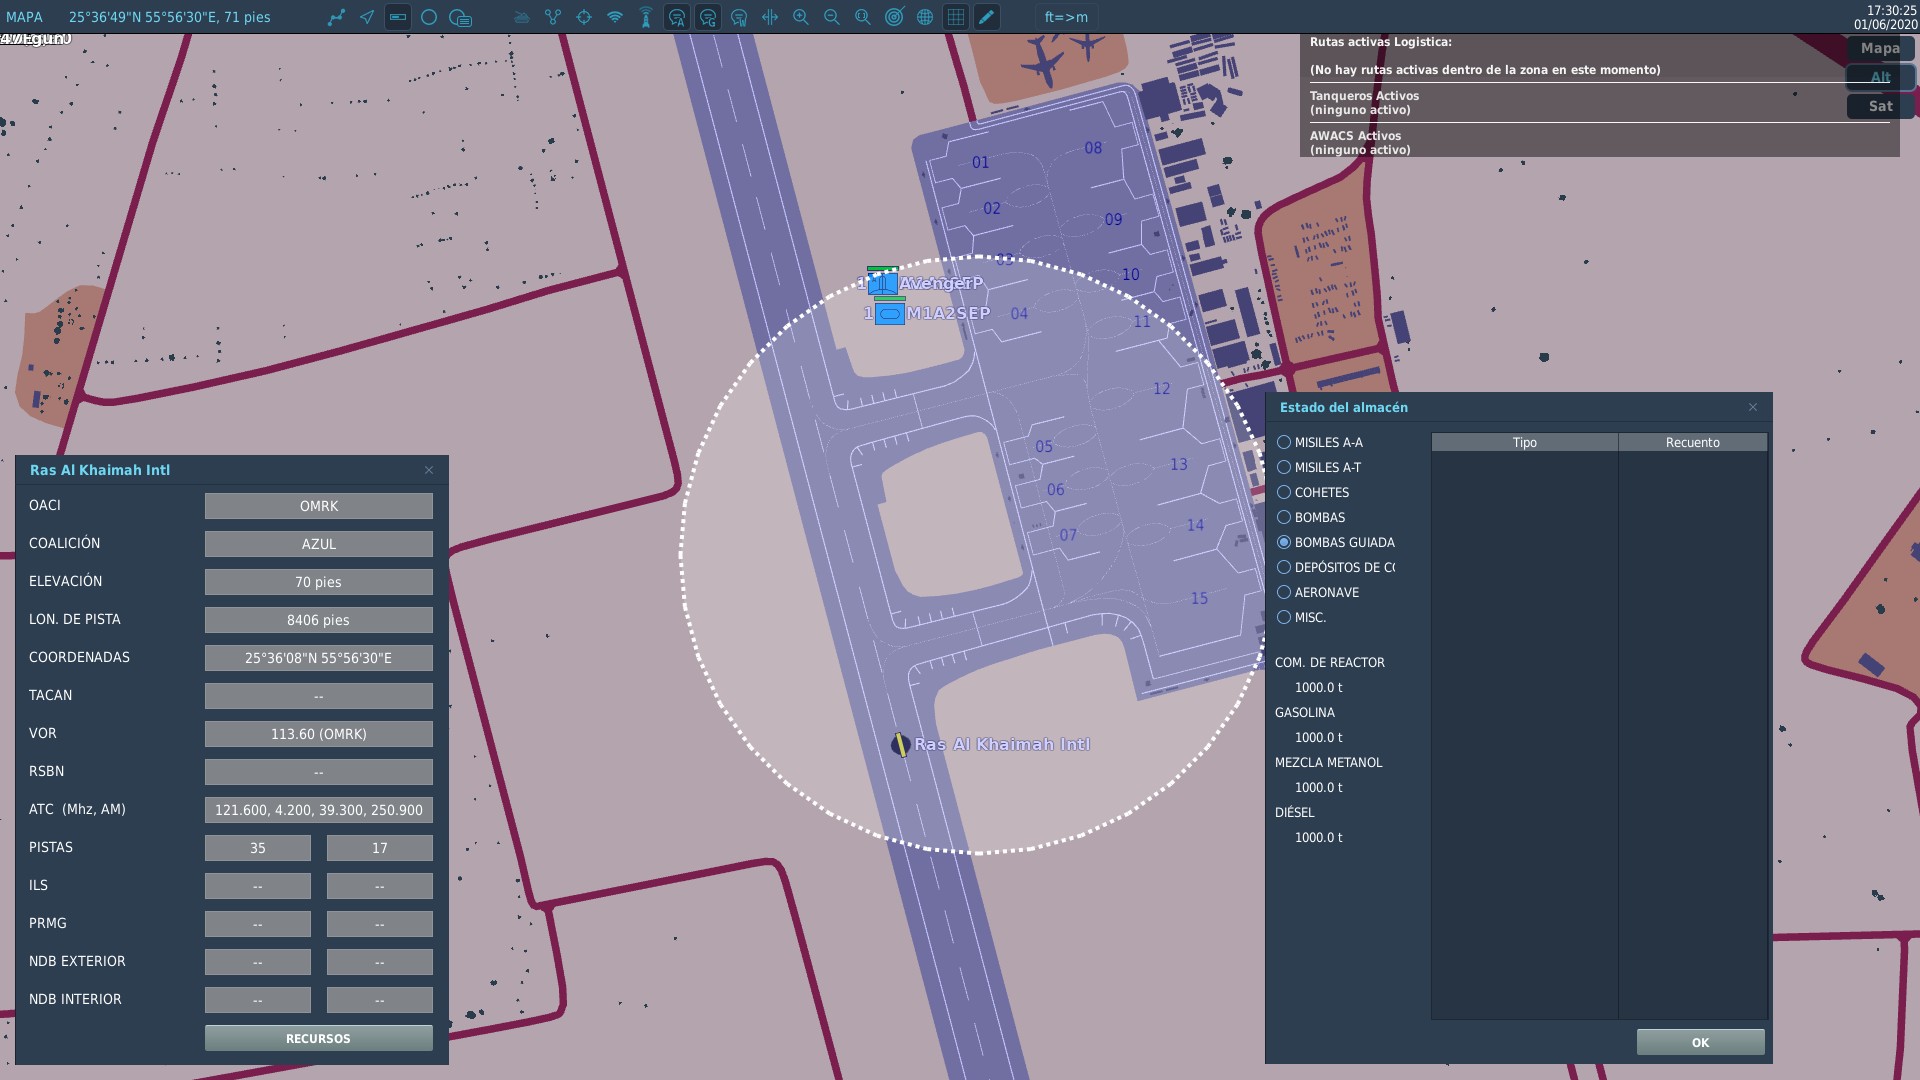 MAPA
25°36'49"N 55°56'30"E, 71 pies
ft=>m
17:30:25
01/06/2020
Rutas activas Logistica:
(No hay rutas activas dentro de la zona en este momento)
Tanqueros Activos
(ninguno activo)
AWACS Activos
(ninguno activo)
Mapa
Alt
Sat
01
08
02
09
03
10
04
11
12
05
13
06
14
07
15
Avenger
M1A2SEP
Ras Al Khaimah Intl
Ras Al Khaimah Intl
OACI OMRK
COALICIÓN AZUL
ELEVACIÓN 70 pies
LON. DE PISTA 8406 pies
COORDENADAS 25°36'08"N 55°56'30"E
TACAN --
VOR 113.60 (OMRK)
RSBN --
ATC (Mhz, AM) 121.600, 4.200, 39.300, 250.900
PISTAS 35 17
ILS -- --
PRMG -- --
NDB EXTERIOR -- --
NDB INTERIOR -- --
RECURSOS
Estado del almacén
MISILES A-A
MISILES A-T
COHETES
BOMBAS
BOMBAS GUIADA
DEPÓSITOS DE CO
AERONAVE
MISC.
COM. DE REACTOR
1000.0 t
GASOLINA
1000.0 t
MEZCLA METANOL
1000.0 t
DIÉSEL
1000.0 t
Tipo Recuento
OK